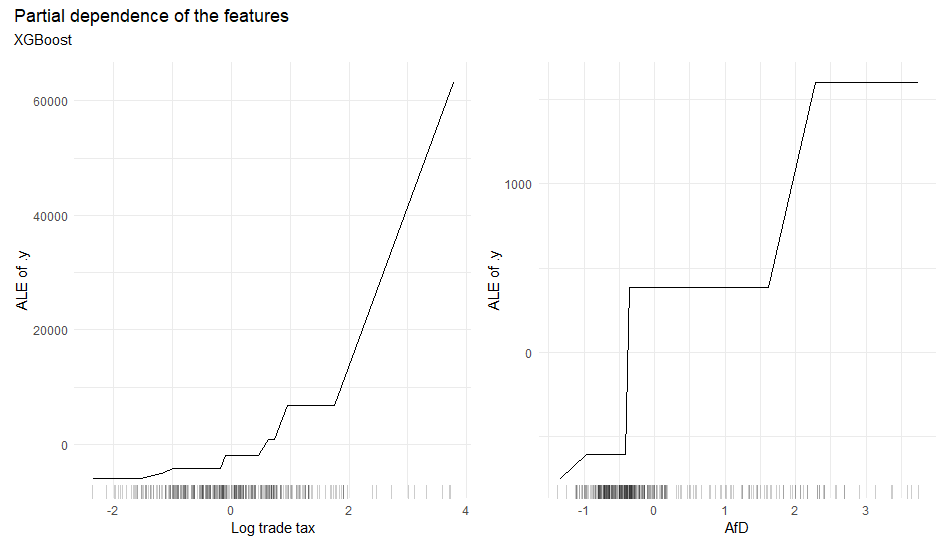 Partial dependence of the features
XGBoost
ALE of .y
60000
40000
20000
0
-2
0
2
4
Log trade tax
ALE of .y
1000
0
-1
0
1
2
3
AfD